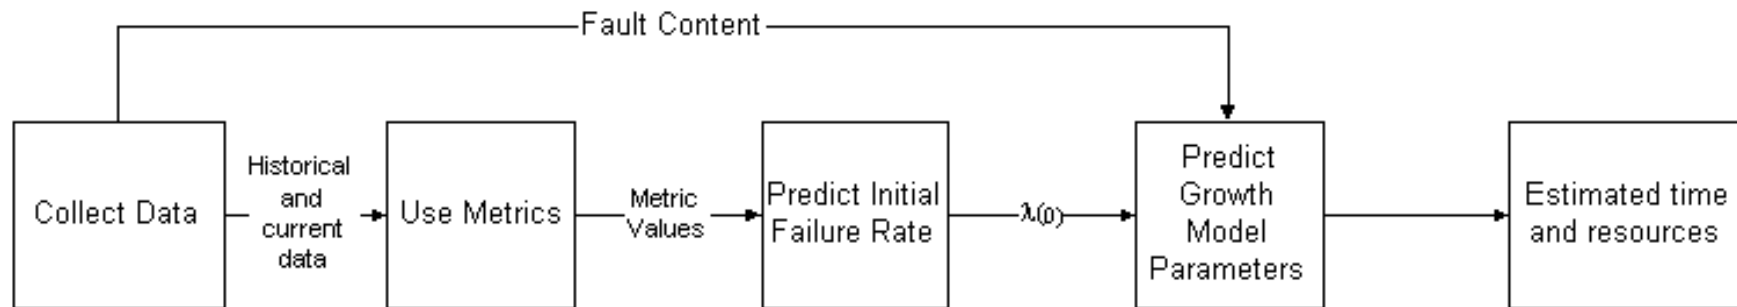 Fault Content
Collect Data
Historical
and
current
data
Use Metrics
Metric
Values
Predict Initial
Failure Rate
λ(0)
Predict
Growth
Model
Parameters
Estimated time
and resources